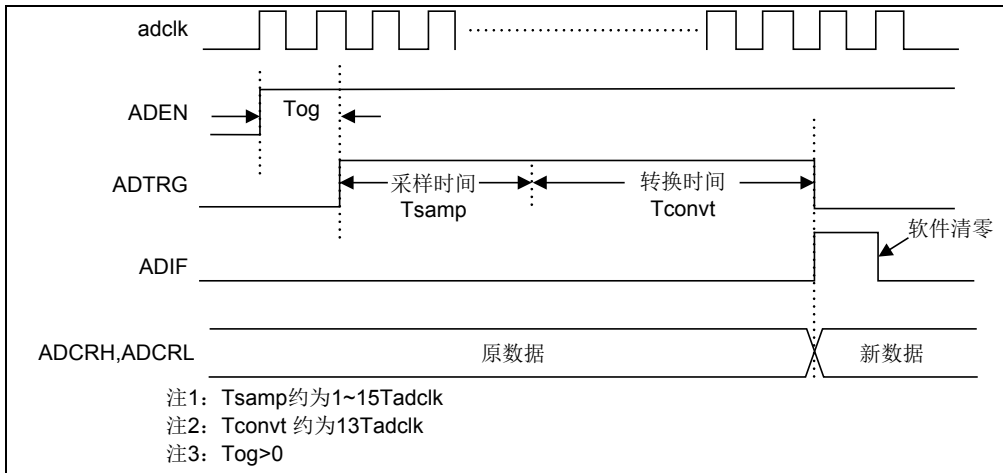 adclk
ADEN
Tog
ADTRG
采样时间
Tsamp
转换时间
Tconvt
软件清零
ADIF
ADCRH,ADCRL
原数据
新数据
注1：Tsamp约为1~15Tadclk
注2：Tconvt 约为13Tadclk
注3：Tog>0